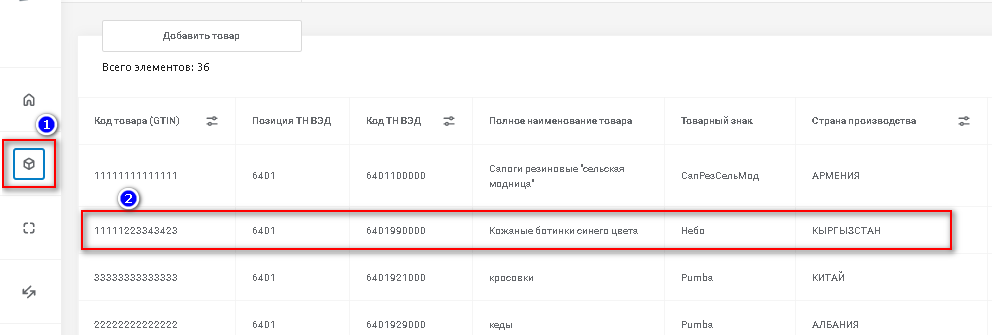 Добавить товар
Всего элементов: 36
1
Код товара (GTIN) Позиция ТН ВЭД Код ТН ВЭД Полное наименование товара Товарный знак Страна производства
11111111111111 6401 6401100000 Сапоги резиновые "сельская модница" СапРезСельМод АРМЕНИЯ
2
11111223343423 6401 6401990000 Кожаные ботинки синего цвета Небо КЫРГЫЗСТАН
33333333333333 6401 6401921000 кросовки Pumba КИТАЙ
22222222222222 6401 6401929000 кеды Pumba АЛБАНИЯ